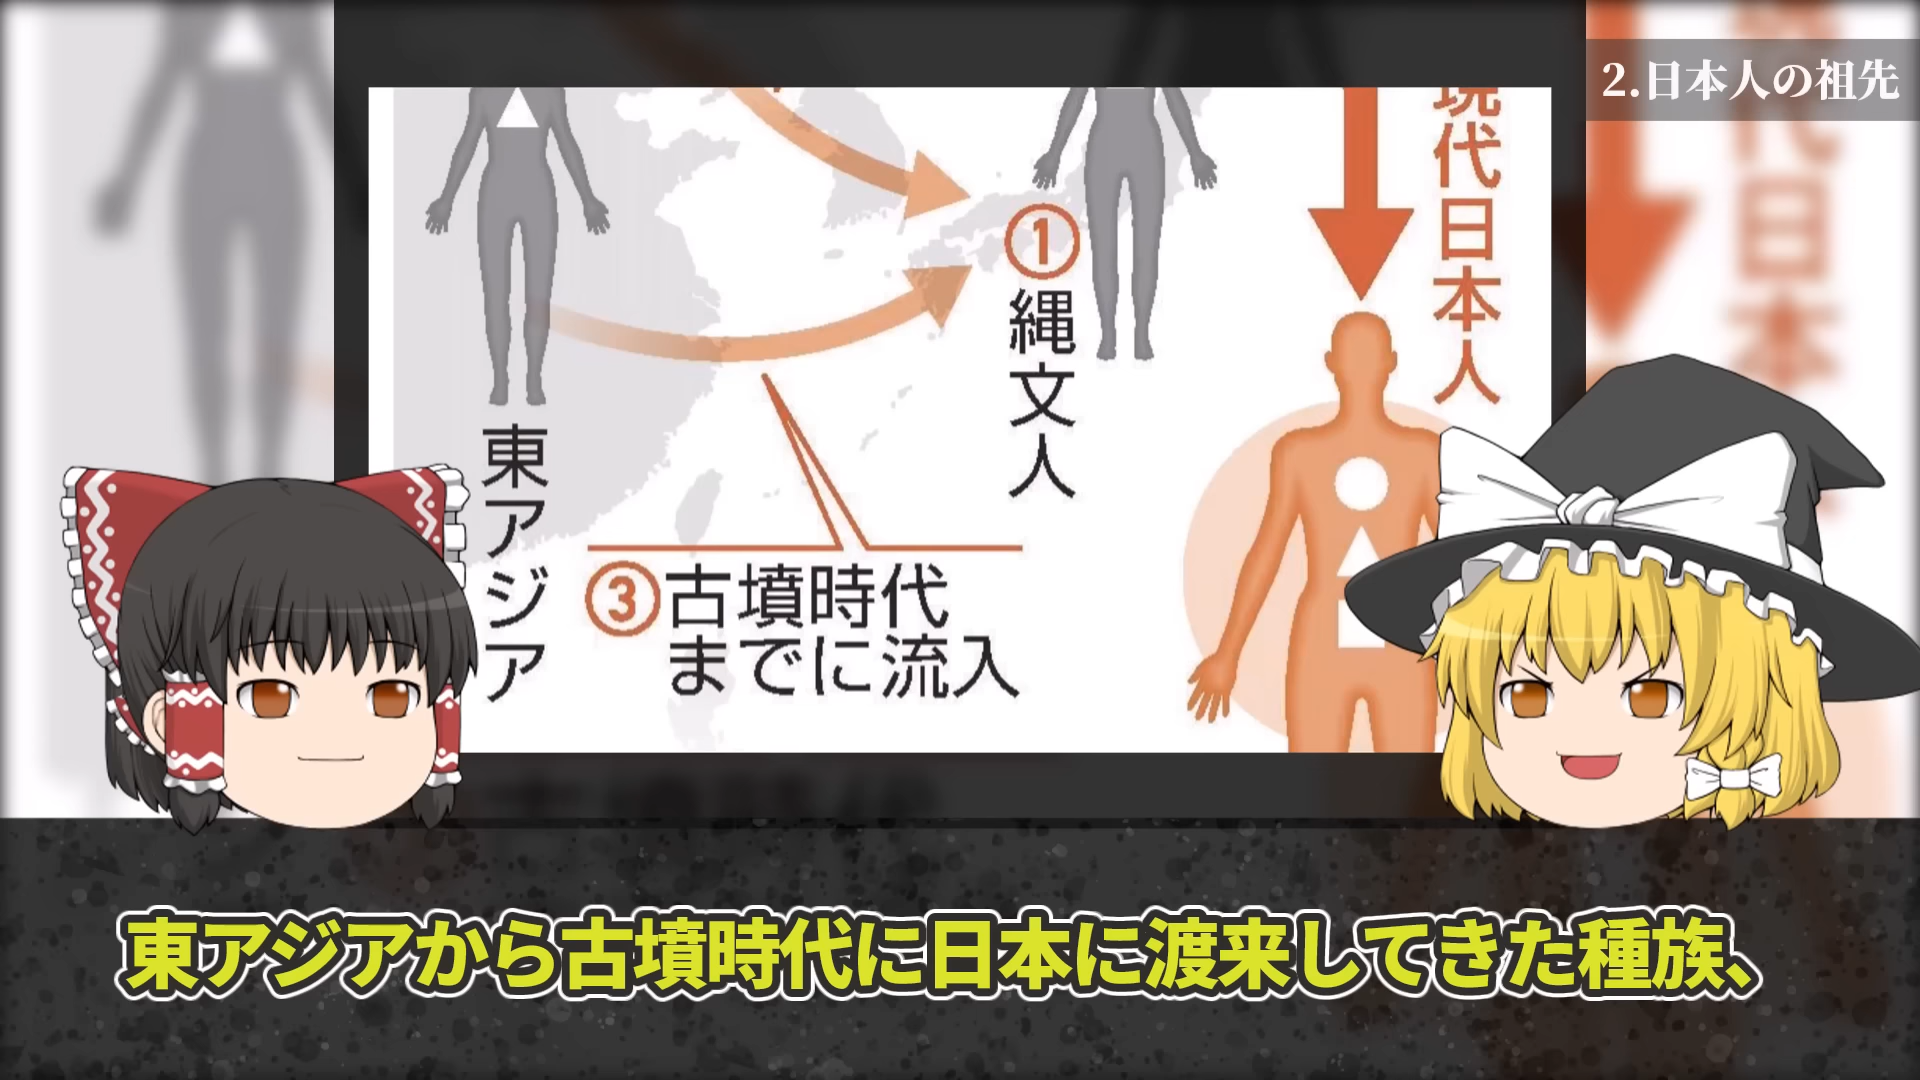 2.日本人の祖先
現代日本人
①縄文人
東アジア
③古墳時代
までに流入
東アジアから古墳時代に日本に渡来してきた種族、